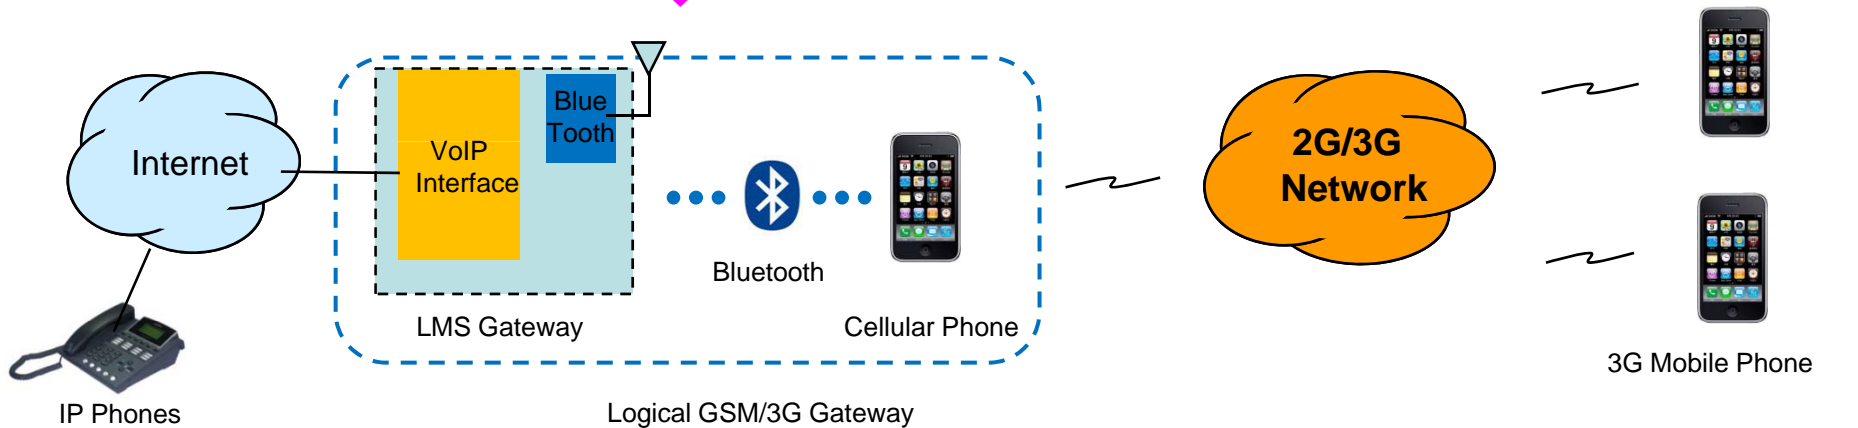 Internet
VoIP
Interface
Blue
Tooth
Bluetooth
LMS Gateway
Cellular Phone
2G/3G
Network
3G Mobile Phone
IP Phones
Logical GSM/3G Gateway